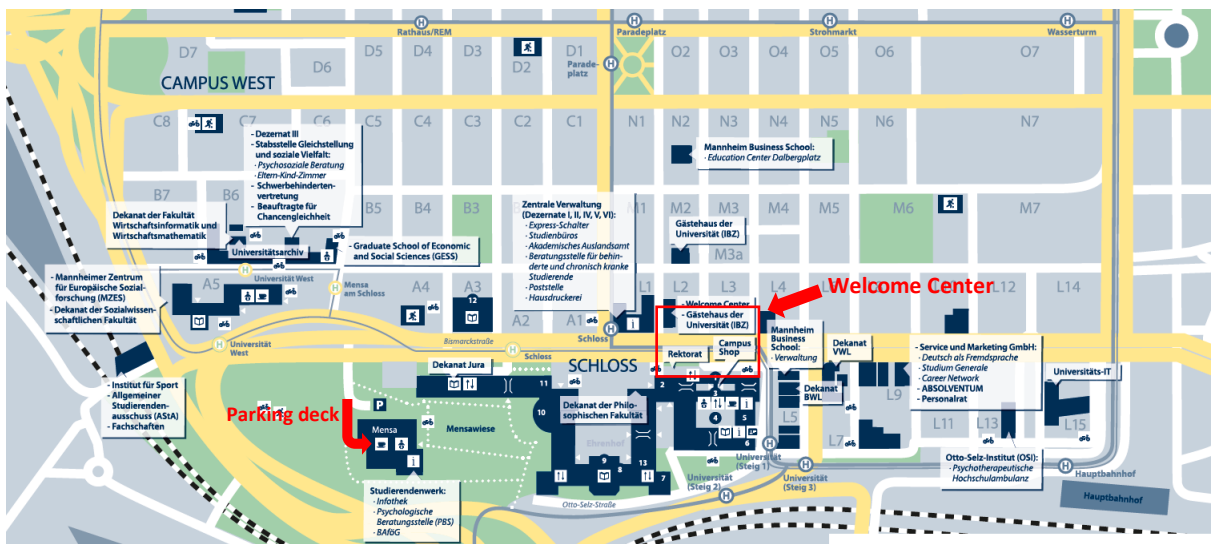 Rathaus/REM
Paradeplatz
Strohmarkt
Wasserturm
D7
D6
D5
D4
D3
D2
D1
Parade-
platz
O2
O3
O4
O5
O6
O7
CAMPUS WEST
C8
C7
C6
C5
C4
C3
C2
C1
N1
N2
N3
N4
N5
N6
N7
- Dezernat III
- Stabsstelle Gleichstellung
und soziale Vielfalt:
· Psychosoziale Beratung
· Eltern-Kind-Zimmer
- Schwerbehinderten-
vertretung
- Beauftragte für
Chancengleichheit
Mannheim Business School:
· Education Center Dalbergplatz
B7
B6
B5
B4
B3
M1
M2
M3
M4
M5
M6
M7
M3a
Dekanat der Fakultät
Wirtschaftsinformatik und
Wirtschaftsmathematik
Universitätsarchiv
- Graduate School of Economic
and Social Sciences (GESS)
Zentrale Verwaltung
(Dezernate I, II, IV, V, VI):
· Express-Schalter
· Studienbüros
· Akademisches Auslandsamt
· Beratungsstelle für behin-
derte und chronisch kranke
Studierende
· Poststelle
· Hausdruckerei
Gästehaus der
Universität (IBZ)
- Mannheimer Zentrum
für Europäische Sozial-
forschung (MZES)
- Dekanat der Sozialwissen-
schaftlichen Fakultät
A5
Universität West
Mensa
am Schloss
A4
A3
A2
A1
12
L1
L2
L3
L4
L12
L14
Welcome Center
- Welcome Center
- Gästehaus der
Universität (IBZ)
Schloss
Bismarckstraße
Universität
West
Schloss
SCHLOSS
Rektorat
Campus
Shop
Mannheim
Business
School:
· Verwaltung
Dekanat
VWL
Dekanat
BWL
- Service und Marketing GmbH:
· Deutsch als Fremdsprache
· Studium Generale
· Career Network
- ABSOLVENTUM
- Personalrat
Universitäts-IT
- Institut für Sport
- Allgemeiner
Studierenden-
ausschuss (AStA)
- Fachschaften
Dekanat Jura
11
2
3
4
5
6
10
Dekanat der Philo-
sophischen Fakultät
Parking deck
P
Mensa
i
Mensawiese
Ehrenhof
9
8
13
7
L5
L7
L9
L11
L13
L15
Studierendenwerk:
· Infothek
· Psychologische
Beratungsstelle (PBS)
· BAföG
Otto-Selz-Straße
Universität
(Steig 1)
Universität
(Steig 2)
Universität
(Steig 3)
Otto-Selz-Institut (OSI):
· Psychotherapeutische
Hochschulambulanz
Hauptbahnhof
Hauptbahnhof